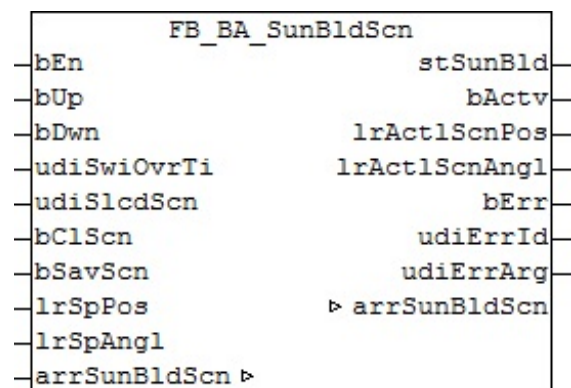 FB_BA_SunBldScn
bEn stSunBld
bUp bActv
bDwn lrActlScnPos
udiSwiOvrTi lrActlScnAngl
udiSlcdScn bErr
bClScn udiErrId
bSavScn udiErrArg
lrSpPos ▷ arrSunBldScn
lrSpAngl
arrSunBldScn ▷